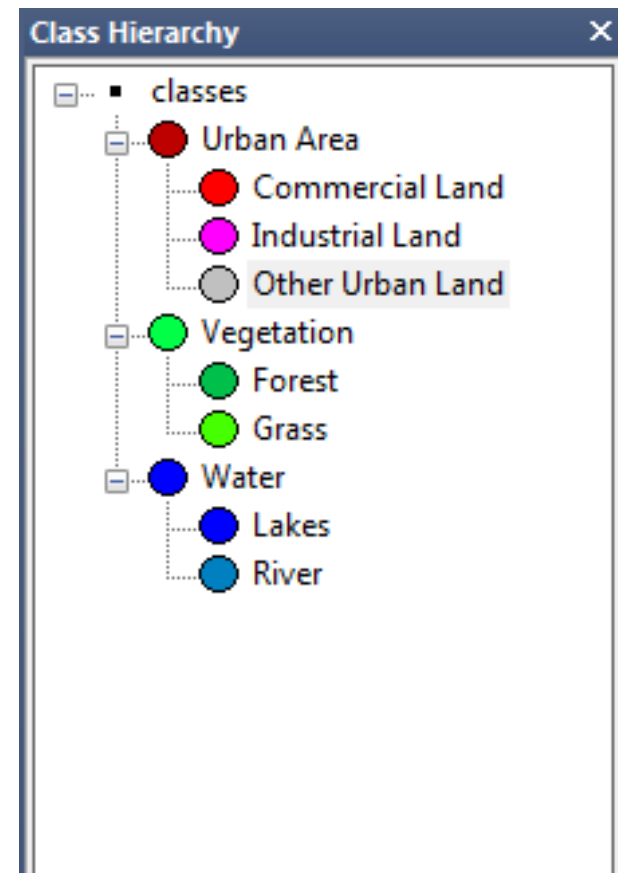 Class Hierarchy
classes
Urban Area
Commercial Land
Industrial Land
Other Urban Land
Vegetation
Forest
Grass
Water
Lakes
River